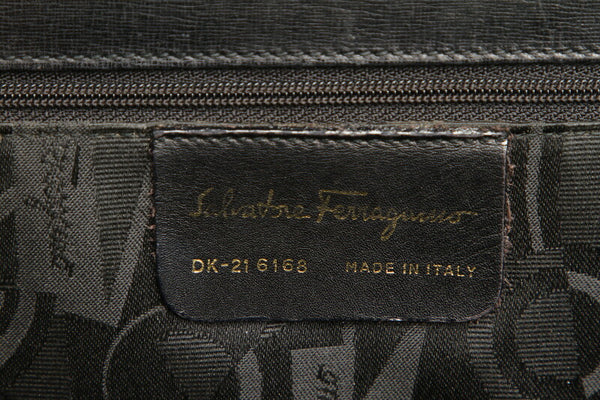 Salvatore Ferragamo
DK-21 6168 MADE IN ITALY